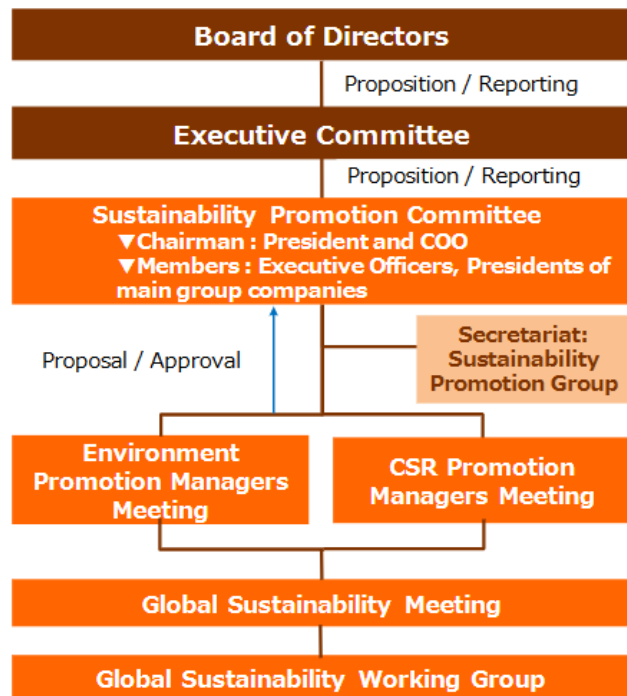 Board of Directors
Proposition / Reporting
Executive Committee
Proposition / Reporting
Sustainability Promotion Committee
▼Chairman : President and COO
▼Members : Executive Officers, Presidents of
main group companies
Proposal / Approval
Secretariat:
Sustainability
Promotion Group
Environment
Promotion Managers
Meeting
CSR Promotion
Managers Meeting
Global Sustainability Meeting
Global Sustainability Working Group